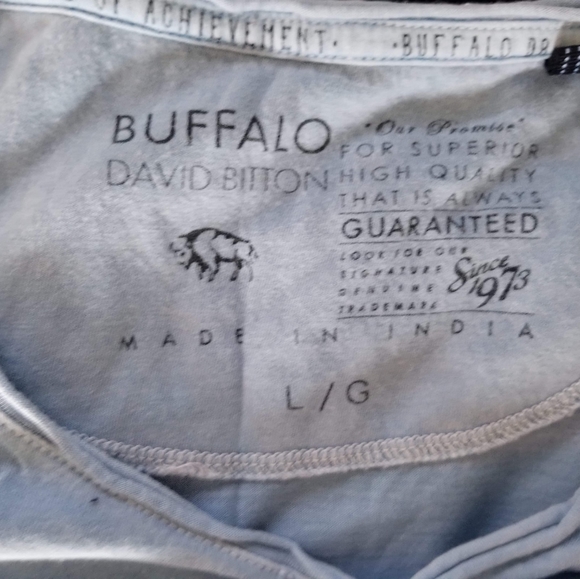 OF ACHIEVEMENT. · BUFFALO
BUFFALO
DAVID BITTON
"Our Promise"
FOR SUPERIOR
HIGH QUALITY
THAT IS ALWAYS
GUARANTEED
LOOK FOR OUR
SIGNATURE
GENUINE
TRADEMARK
Since
1973
MADE IN INDIA
L/G